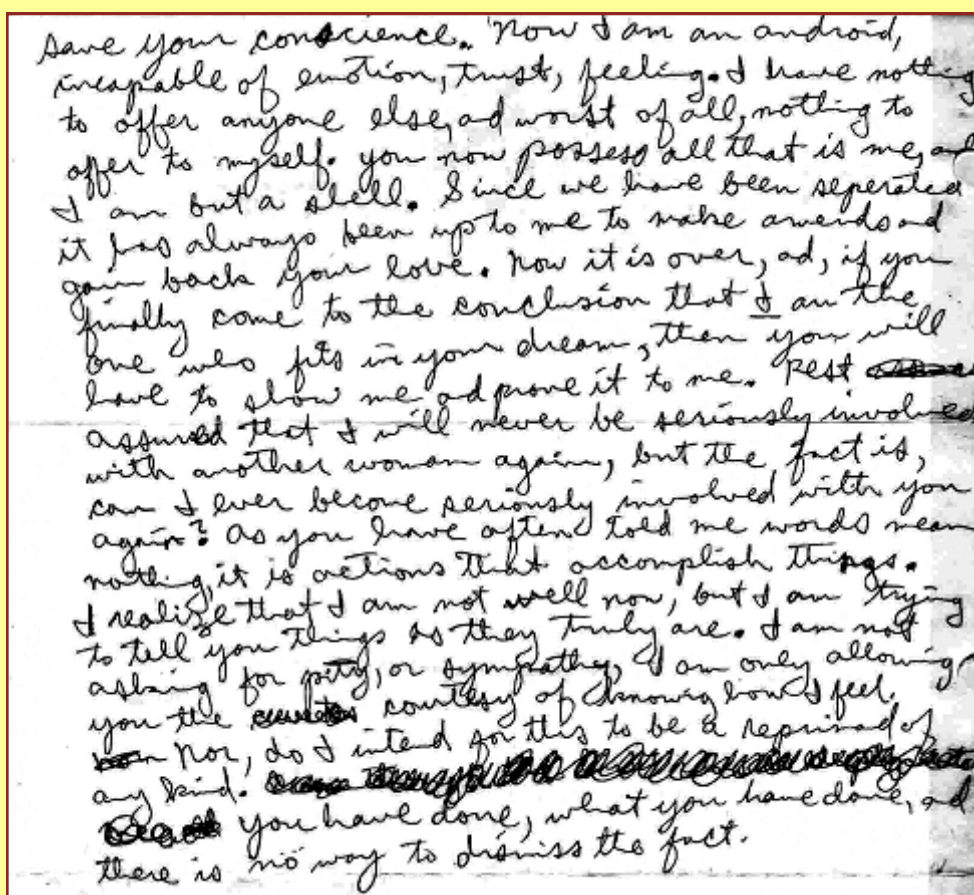 save your conscience. Now I am an android,
incapable of emotion, trust, feeling. I have nothing
to offer anyone else, ad worst of all, nothing to
offer to myself. you now possess all that is me, and
I am but a shell. Since we have been seperated
it has always been up to me to make amends ad
gain back your love. Now it is over, ad, if you
finally come to the conclusion that I am the
one who fits in your dream, then you will
have to show me ad prove it to me. Rest
assured that I will never be seriously involved
with another woman again, but the fact is,
can I ever become seriously involved with you
again? As you have often told me words mean
nothing, it is actions that accomplish things.
I realize that I am not well now, but I am trying
to tell you things as they truly are. I am not
asking for pity, or sympathy, I am only allowing
you the courtesy of knowing how I feel.
Nor, do I intend for this to be a reprisal of
any kind.
you have done, what you have done, ad
there is no way to dismiss the fact.